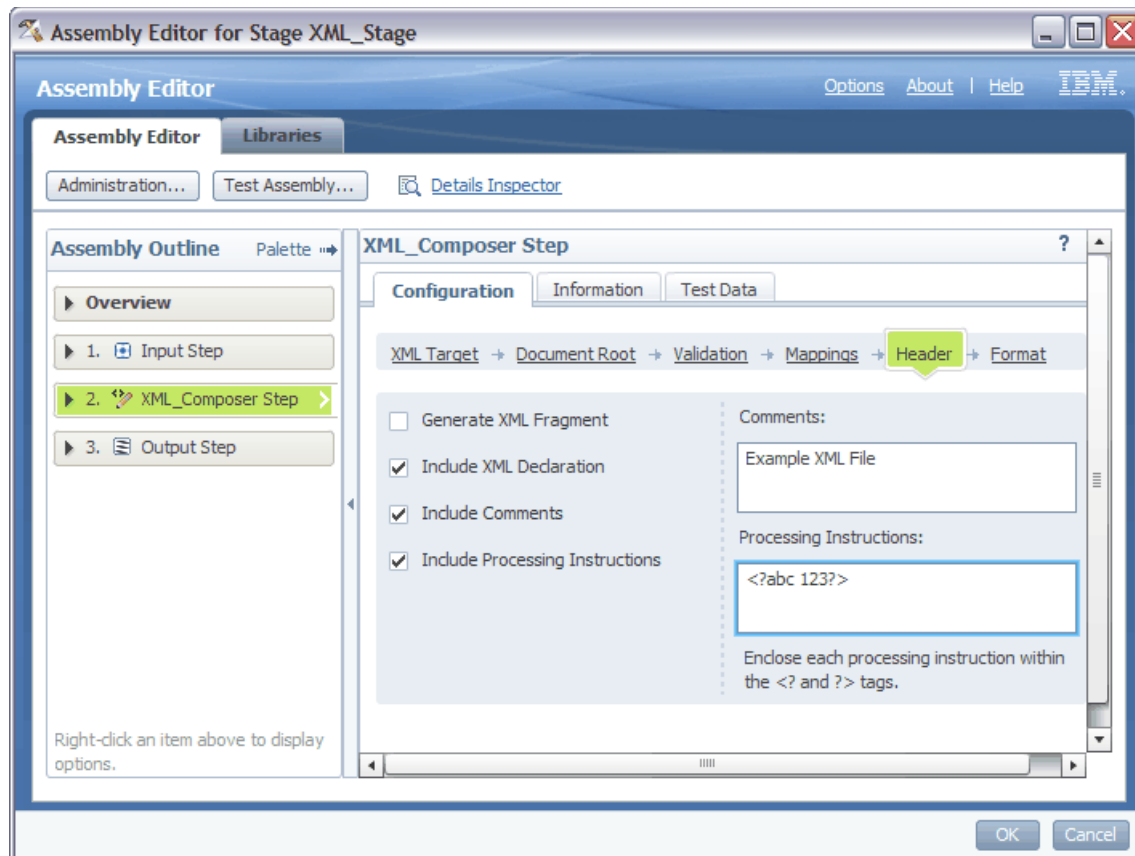 Assembly Editor for Stage XML_Stage
Assembly Editor
Options About | Help IBM.
Assembly Editor Libraries
Administration... Test Assembly... Details Inspector
Assembly Outline Palette
Overview
1. Input Step
2. XML_Composer Step
3. Output Step
Right-click an item above to display
options.
XML_Composer Step ?
Configuration Information Test Data
XML Target Document Root Validation Mappings Header Format
Generate XML Fragment
Include XML Declaration
Include Comments
Include Processing Instructions
Comments:
Example XML File
Processing Instructions:
<?abc 123?>
Enclose each processing instruction within
the <? and ?> tags.
OK Cancel